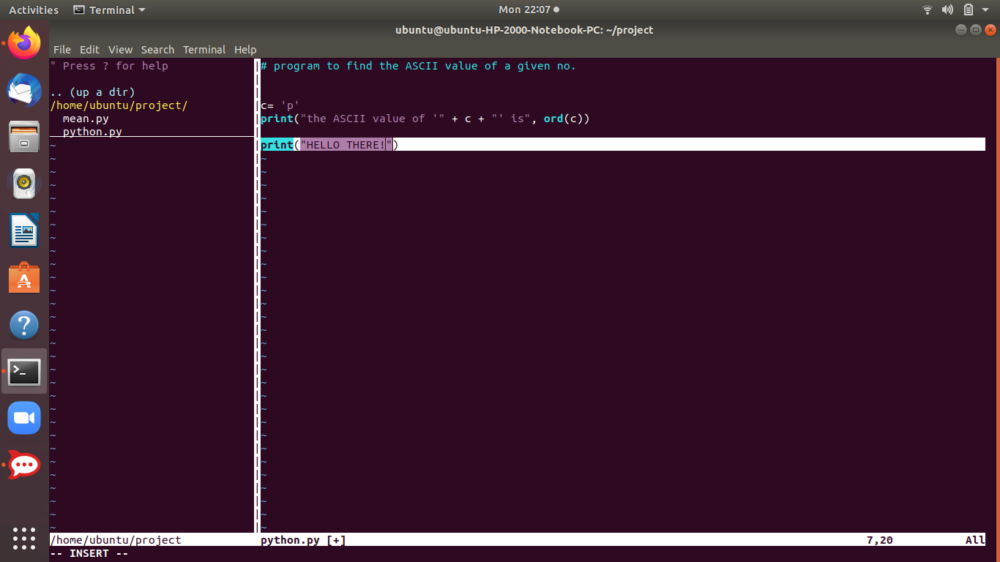 Activities Terminal Mon 22:07
ubuntu@ubuntu-HP-2000-Notebook-PC: ~/project
File Edit View Search Terminal Help
" Press ? for help
.. (up a dir)
/home/ubuntu/project/
mean.py
python.py
# program to find the ASCII value of a given no.
c= 'p'
print("the ASCII value of '" + c + "' is", ord(c))
print("HELLO THERE!")
/home/ubuntu/project python.py [+] 7,20 All
-- INSERT --